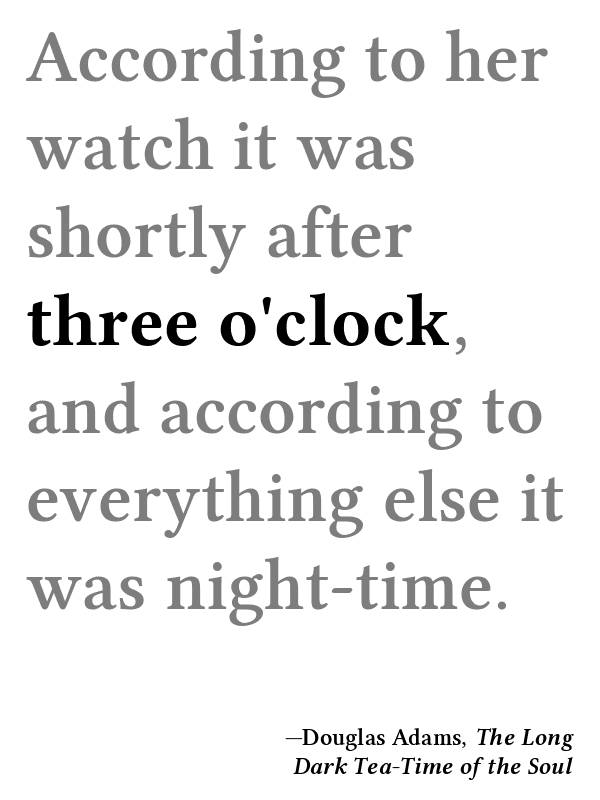 According to her
watch it was
shortly after
three o'clock,
and according to
everything else it
was night-time.
—Douglas Adams, The Long
Dark Tea-Time of the Soul